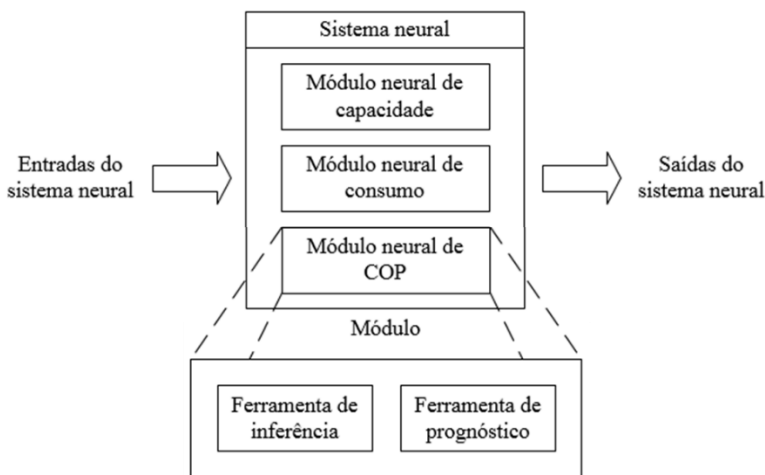 Sistema neural
Módulo neural de
capacidade
Entradas do
sistema neural
Módulo neural de
consumo
Saídas do
sistema neural
Módulo neural de
COP
Módulo
Ferramenta de
inferência
Ferramenta de
prognóstico